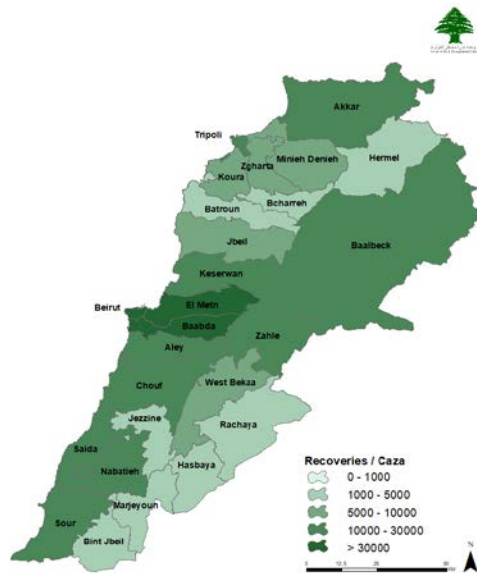 Akkar
Tripoli
Zgharta
Minieh Denieh
Hermel
Koura
Bcharreh
Batroun
Jbeil
Baalbeck
Keserwan
El Metn
Beirut
Baabda
Zahle
Aley
West Bekaa
Chouf
Jezzine
Rachaya
Saida
Hasbaya
Nabatieh
Marjeyoun
Sour
Bint Jbeil
Recoveries / Caza
0 - 1000
1000 - 5000
5000 - 10000
10000 - 30000
> 30000
N